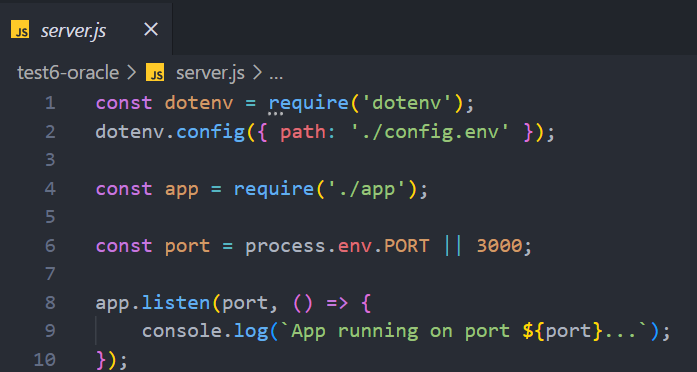 JS server.js ×
test6-oracle > JS server.js > ...
1 const dotenv = require('dotenv');
2 dotenv.config({ path: './config.env' });
3
4 const app = require('./app');
5
6 const port = process.env.PORT || 3000;
7
8 app.listen(port, () => {
9     console.log(`App running on port ${port}...`);
10 });